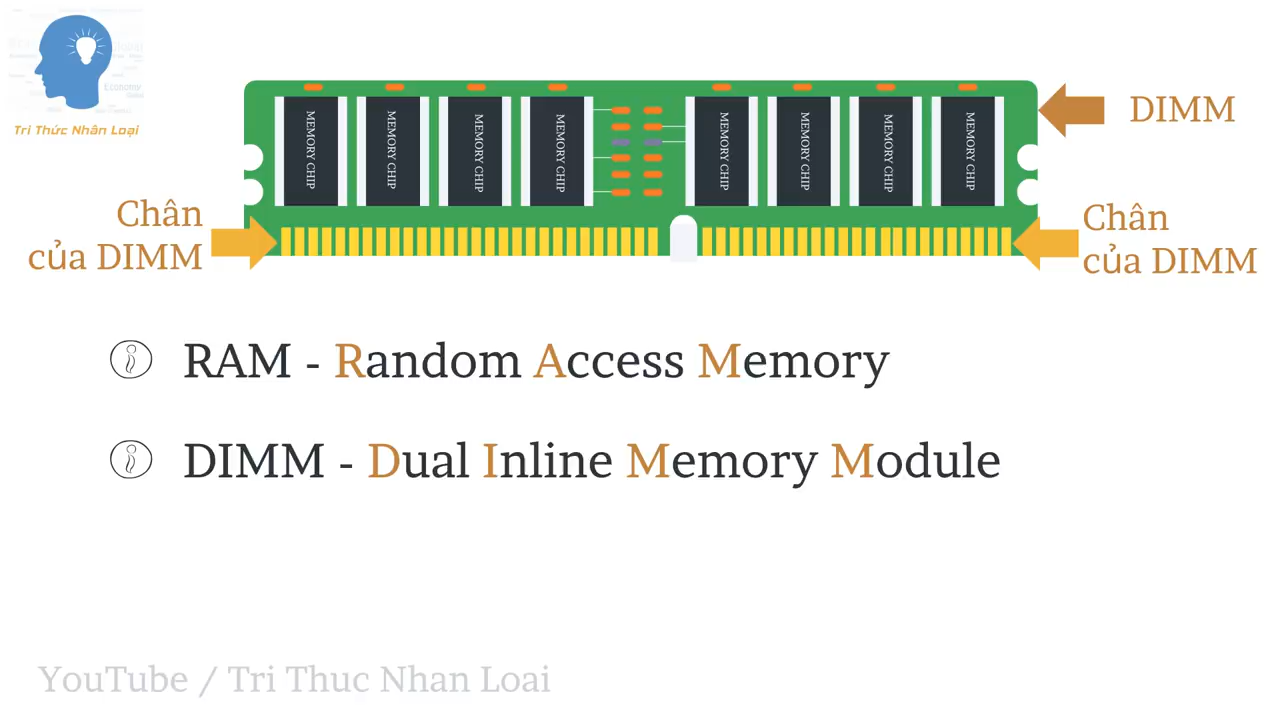 Tri Thức Nhân Loại
MEMORY CHIP
MEMORY CHIP
MEMORY CHIP
MEMORY CHIP
MEMORY CHIP
MEMORY CHIP
MEMORY CHIP
MEMORY CHIP
DIMM
Chân
của DIMM
Chân
của DIMM
RAM - Random Access Memory
DIMM - Dual Inline Memory Module
YouTube / Tri Thuc Nhan Loai